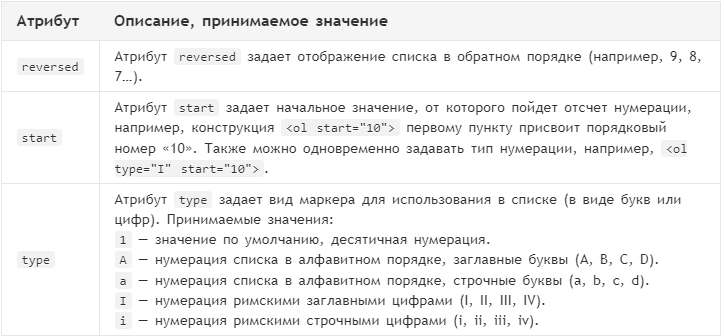 Атрибут Описание, принимаемое значение
reversed
Атрибут reversed задает отображение списка в обратном порядке (например, 9, 8,
7…).
start
Атрибут start задает начальное значение, от которого пойдет отсчет нумерации,
например, конструкция <ol start="10"> первому пункту присвоит порядковый
номер «10». Также можно одновременно задавать тип нумерации, например, <ol
type="I" start="10">.
type
Атрибут type задает вид маркера для использования в списке (в виде букв или
цифр). Принимаемые значения:
1 — значение по умолчанию, десятичная нумерация.
A — нумерация списка в алфавитном порядке, заглавные буквы (A, B, C, D).
a — нумерация списка в алфавитном порядке, строчные буквы (a, b, c, d).
I — нумерация римскими заглавными цифрами (I, II, III, IV).
i — нумерация римскими строчными цифрами (i, ii, iii, iv).